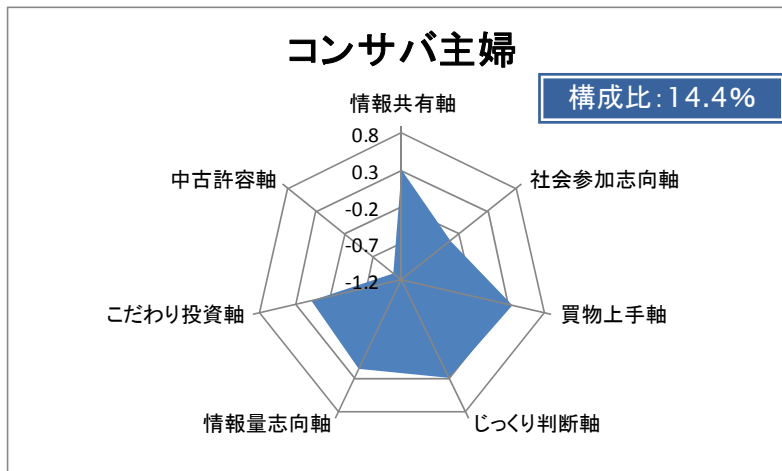 コンサバ主婦
構成比:14.4%
情報共有軸
0.8
0.3
-0.2
-0.7
-1.2
社会参加志向軸
買物上手軸
じっくり判断軸
情報量志向軸
こだわり投資軸
中古許容軸